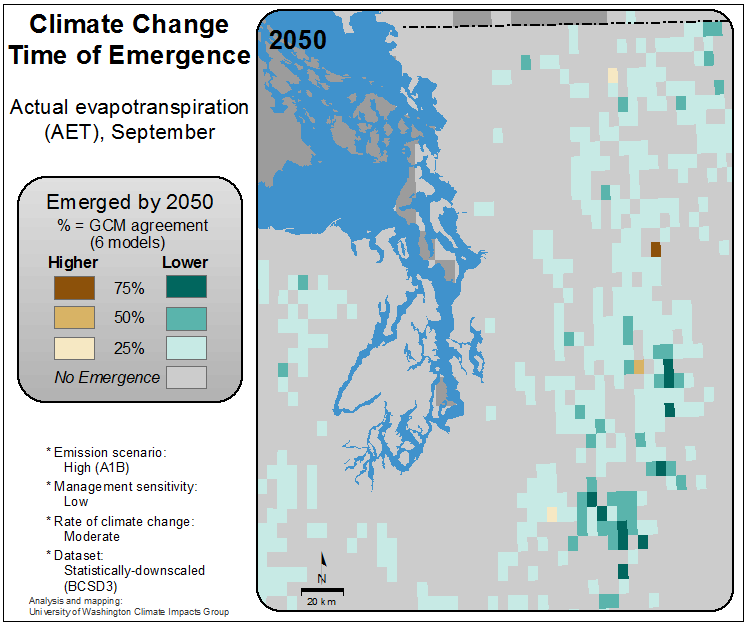 Climate Change
Time of Emergence
Actual evapotranspiration
(AET), September
Emerged by 2050
% = GCM agreement
(6 models)
Higher Lower
75%
50%
25%
No Emergence
* Emission scenario:
High (A1B)
* Management sensitivity:
Low
* Rate of climate change:
Moderate
* Dataset:
Statistically-downscaled
(BCSD3)
Analysis and mapping:
University of Washington Climate Impacts Group
2050
N
20 km